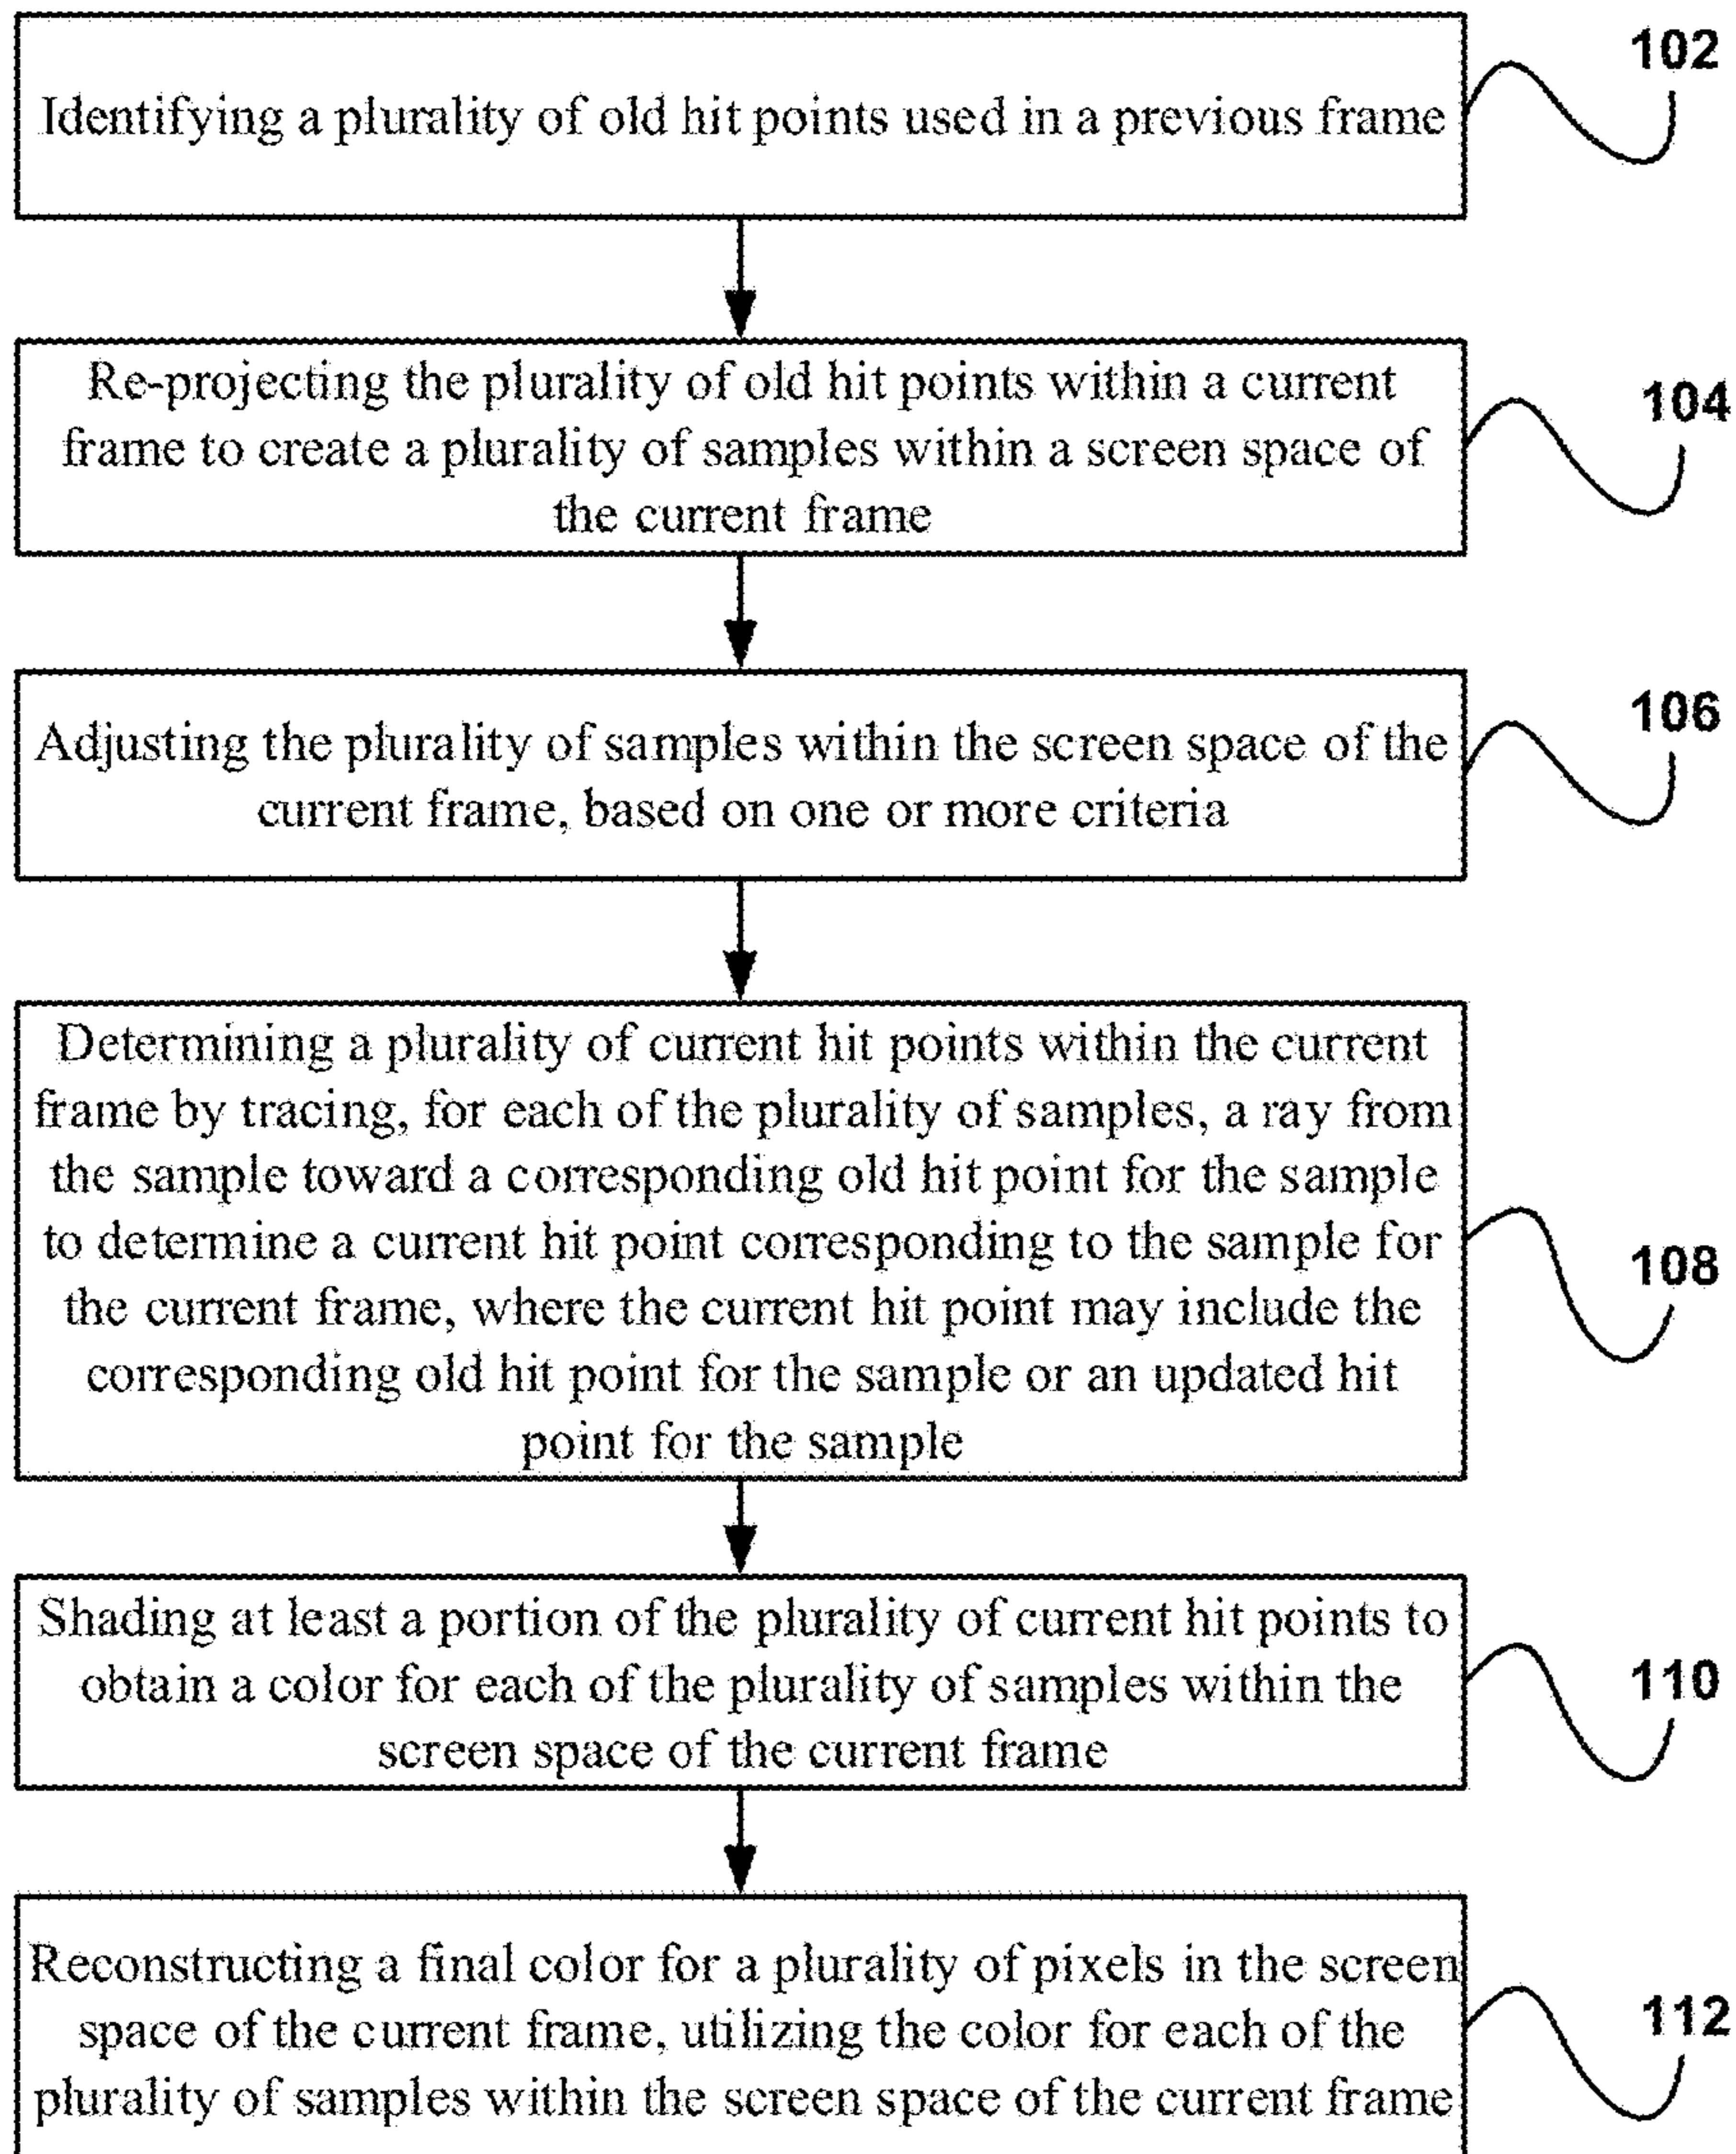 102
Identifying a plurality of old hit points used in a previous frame
Re-projecting the plurality of old hit points within a current
104
frame to create a plurality of samples within a screen space of
the current frame
106
Adjusting the plurality of samples within the screen space of the
current frame, based on one or more criteria
Determining a plurality of current hit points within the current
frame by tracing, for each of the plurality of samples, a ray from
the sample toward a corresponding old hit point for the sample
to determine a current hit point corresponding to the sample for
108
the current frame, where the current hit point may include the
corresponding old hit point for the sample or an updated hit
point for the sample
Shading at least a portion of the plurality of current hit points to
obtain a color for each of the plurality of samples within the
110
screen space of the current frame
Reconstructing a final color for a plurality of pixels in the screen
112
space of the current frame, utilizing the color for each of the
plurality of samples within the screen space of the current frame